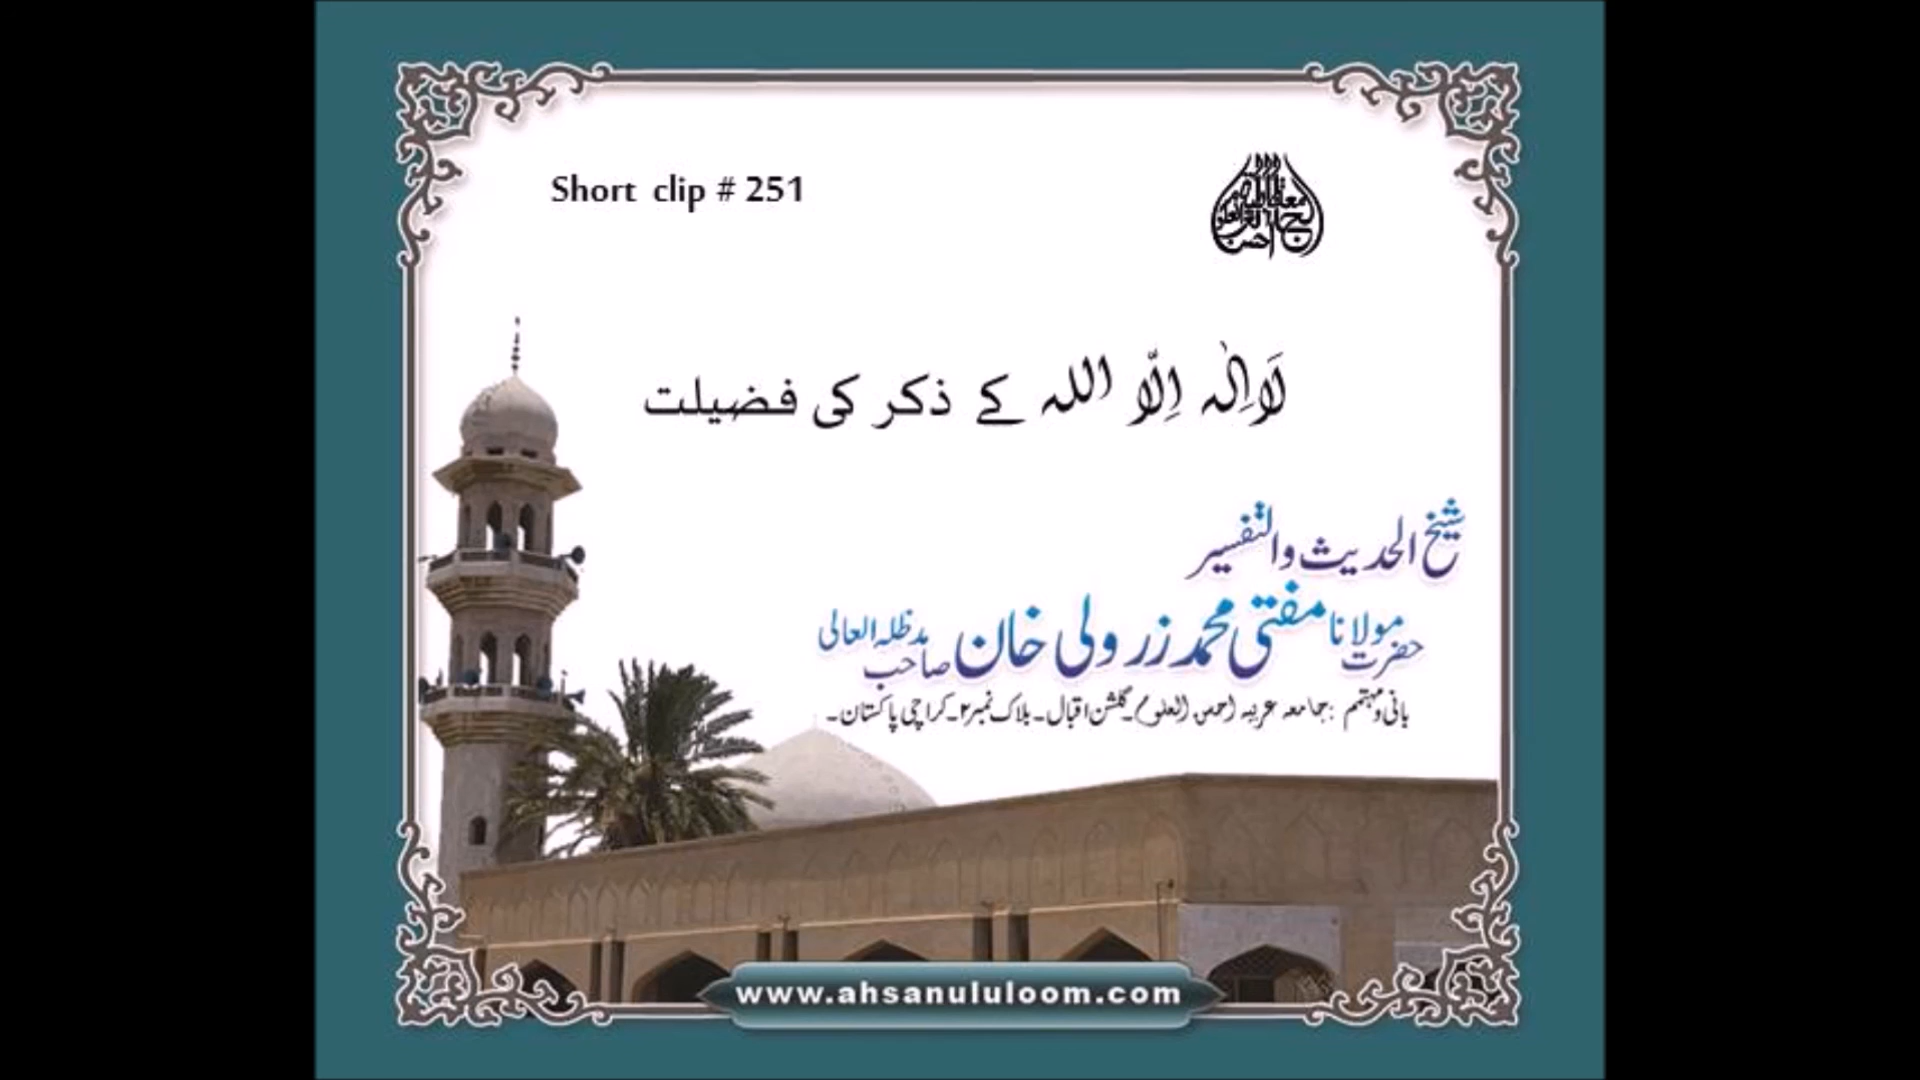 Short clip # 251
لَا اِلٰہ اِلّا اللہ کے ذکر کی فضیلت
شیخ الحدیث والتفسیر
حضرت مولانا مفتی محمد زر ولی خان صاحب مدظلہ العالی
بانی و مہتمم : جامعہ عربیہ احسن العلوم۔ گلشن اقبال۔ بلاک نمبر ۲۔ کراچی پاکستان۔
www.ahsanululoom.com